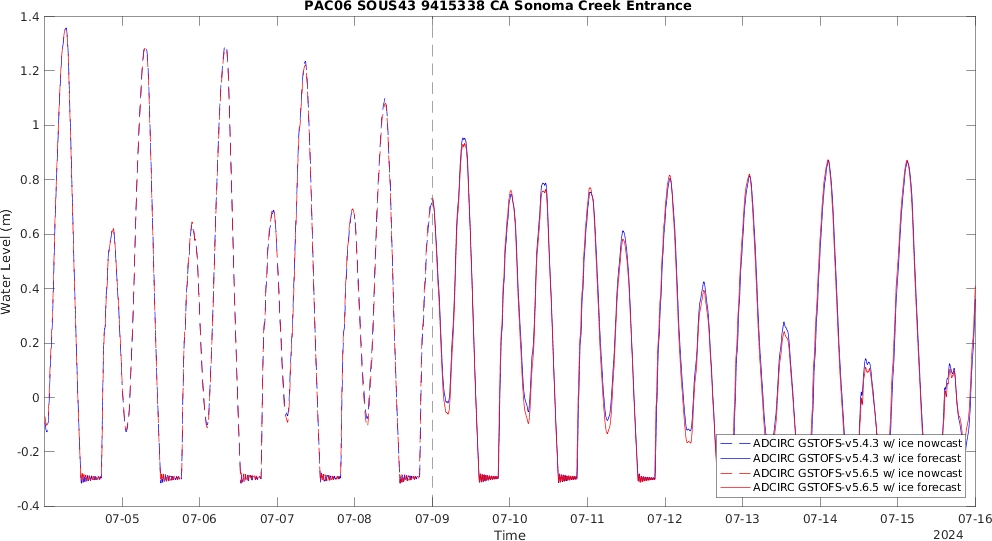 PAC06 SOUS43 9415338 CA Sonoma Creek Entrance
1.4
1.2
1
0.8
0.6
0.4
0.2
0
-0.2
-0.4
Water Level (m)
ADCIRC GSTOFS-v5.4.3 w/ ice nowcast
ADCIRC GSTOFS-v5.4.3 w/ ice forecast
ADCIRC GSTOFS-v5.6.5 w/ ice nowcast
ADCIRC GSTOFS-v5.6.5 w/ ice forecast
07-05 07-06 07-07 07-08 07-09 07-10 07-11 07-12 07-13 07-14 07-15 07-16
Time
2024